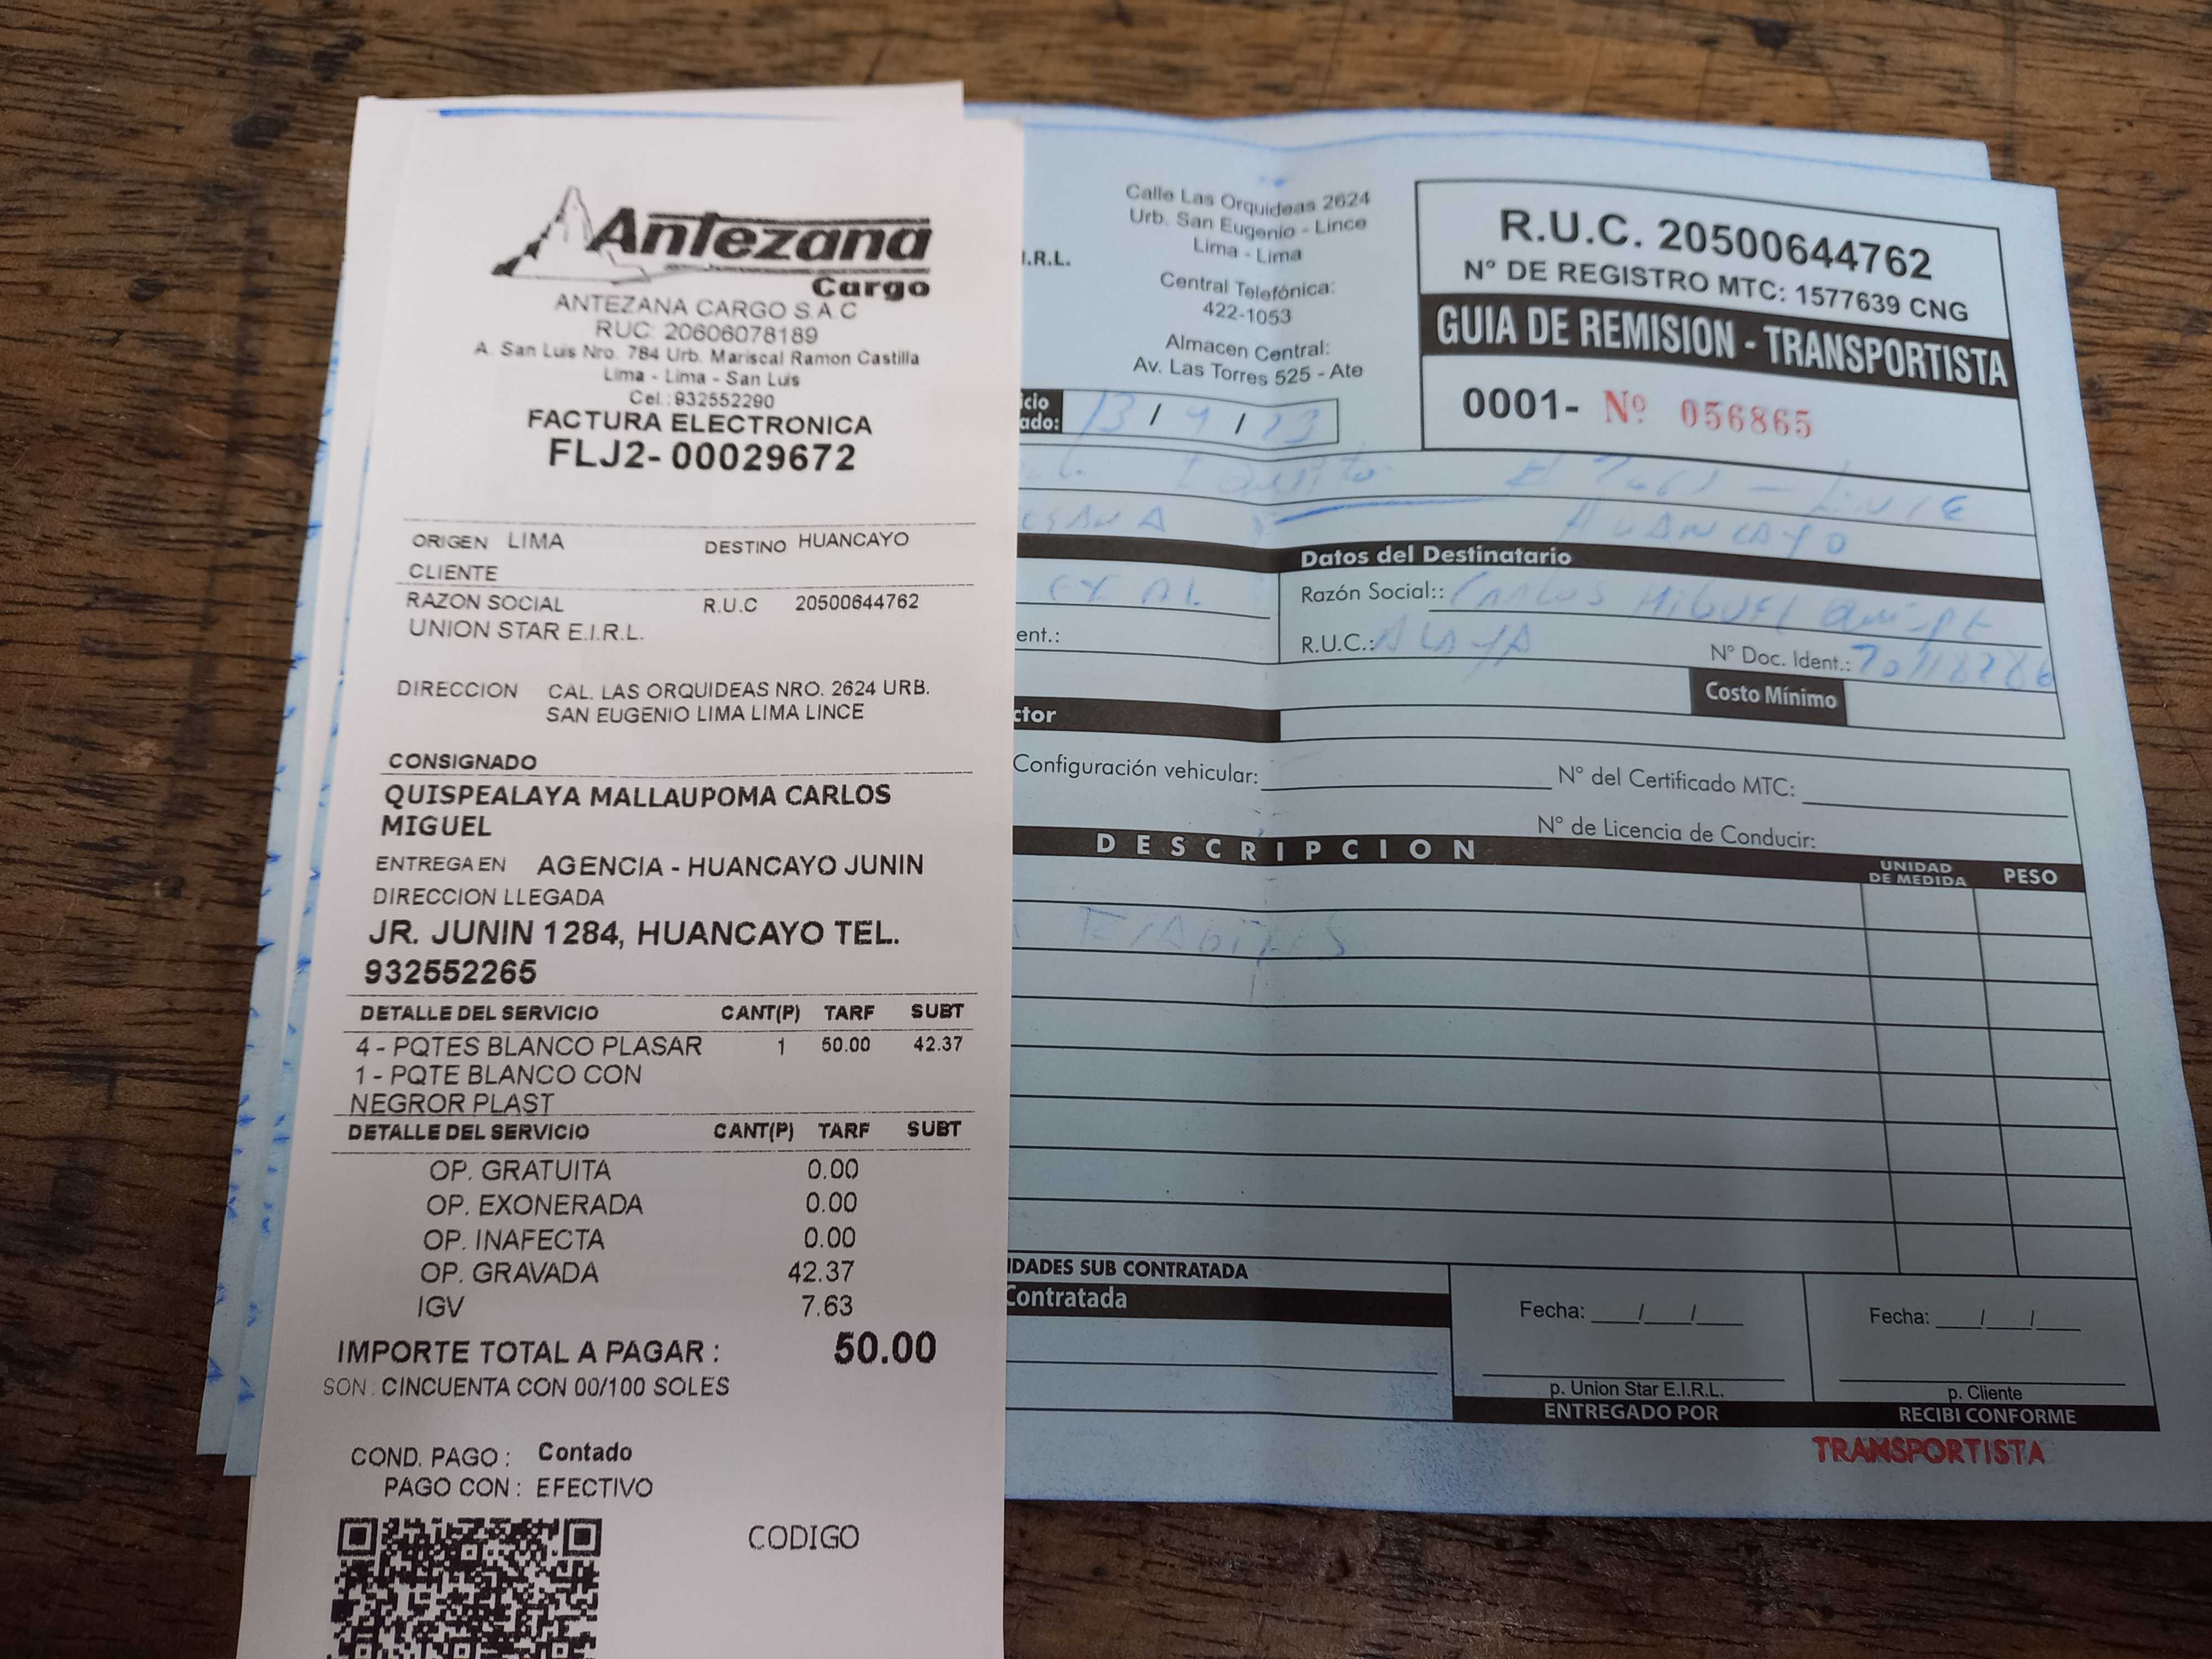 Antezana
Cargo
ANTEZANA CARGO S.A.C
RUC: 20606078189
A. San Luis Nro. 784 Urb. Mariscal Ramon Castilla
Lima - Lima - San Luis
Cel.:932552290
FACTURA ELECTRONICA
FLJ2- 00029672
ORIGEN LIMA DESTINO HUANCAYO
CLIENTE
RAZON SOCIAL R.U.C 20500644762
UNION STAR E.I.R.L.
DIRECCION CAL. LAS ORQUIDEAS NRO. 2624 URB.
SAN EUGENIO LIMA LIMA LINCE
CONSIGNADO
QUISPEALAYA MALLAUPOMA CARLOS
MIGUEL
ENTREGA EN AGENCIA - HUANCAYO JUNIN
DIRECCION LLEGADA
JR. JUNIN 1284, HUANCAYO TEL.
932552265
DETALLE DEL SERVICIO CANT(P) TARF SUBT
4 - PQTES BLANCO PLASAR 1 50.00 42.37
1 - PQTE BLANCO CON
NEGROR PLAST
DETALLE DEL SERVICIO CANT(P) TARF SUBT
OP. GRATUITA 0.00
OP. EXONERADA 0.00
OP. INAFECTA 0.00
OP. GRAVADA 42.37
IGV 7.63
IMPORTE TOTAL A PAGAR : 50.00
SON : CINCUENTA CON 00/100 SOLES
COND. PAGO : Contado
PAGO CON : EFECTIVO
CODIGO
I.R.L.
Calle Las Orquideas 2624
Urb. San Eugenio - Lince
Lima - Lima
Central Telefónica:
422-1053
Almacen Central:
Av. Las Torres 525 - Ate
R.U.C. 20500644762
N° DE REGISTRO MTC: 1577639 CNG
GUIA DE REMISION - TRANSPORTISTA
0001- Nº 056865
cio
ado: 13 / 9 / 23
HUANCAYO
Datos del Destinatario
Razón Social:: Carlos Miguel Quispe
ent.:
R.U.C.: ALAYA N° Doc. Ident.:
Costo Mínimo
ctor
Configuración vehicular: N° del Certificado MTC:
N° de Licencia de Conducir:
DESCRIPCION UNIDAD DE MEDIDA PESO
IDADES SUB CONTRATADA
Contratada
Fecha: / / Fecha: / /
p. Union Star E.I.R.L. p. Cliente
ENTREGADO POR RECIBI CONFORME
TRANSPORTISTA